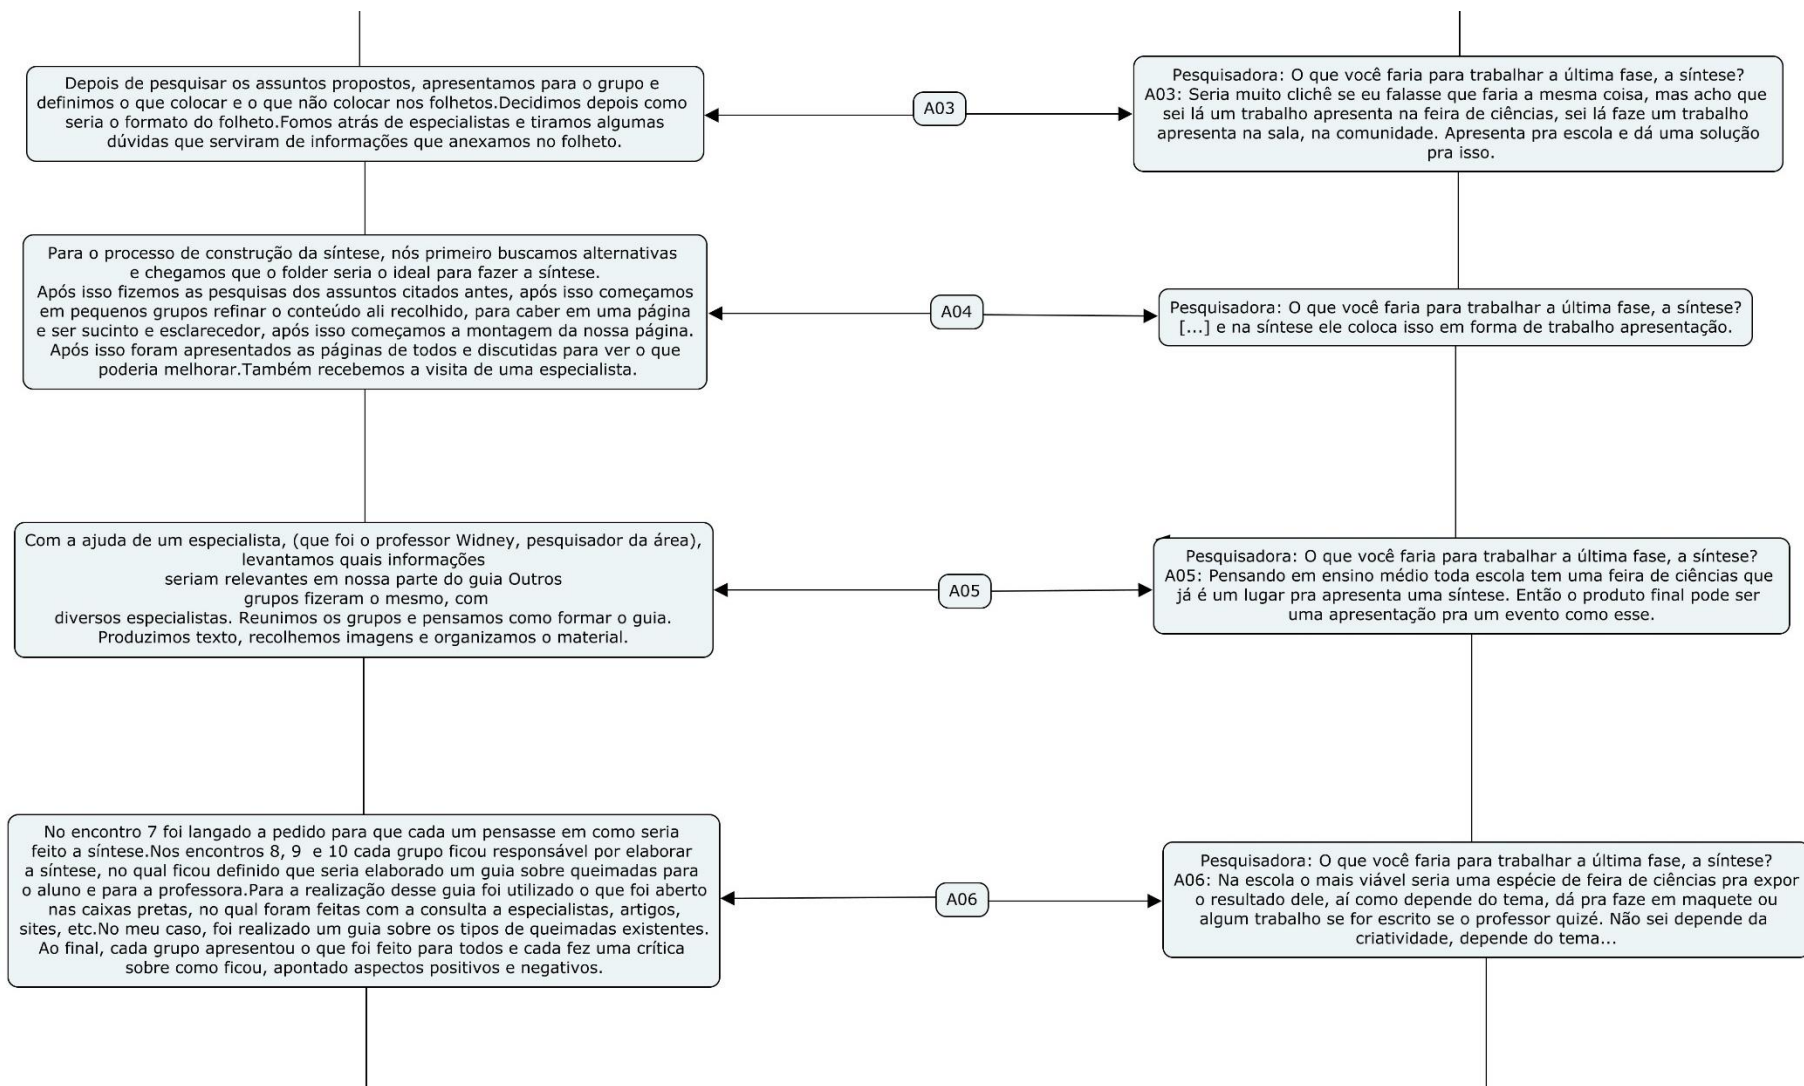 Depois de pesquisar os assuntos propostos, apresentamos para o grupo e
definimos o que colocar e o que não colocar nos folhetos.Decidimos depois como
seria o formato do folheto.Fomos atrás de especialistas e tiramos algumas
dúvidas que serviram de informações que anexamos no folheto.
A03
Pesquisadora: O que você faria para trabalhar a última fase, a síntese?
A03: Seria muito clichê se eu falasse que faria a mesma coisa, mas acho que
sei lá um trabalho apresenta na feira de ciências, sei lá faze um trabalho
apresenta na sala, na comunidade. Apresenta pra escola e dá uma solução
pra isso.
Para o processo de construção da síntese, nós primeiro buscamos alternativas
e chegamos que o folder seria o ideal para fazer a síntese.
Após isso fizemos as pesquisas dos assuntos citados antes, após isso começamos
em pequenos grupos refinar o conteúdo ali recolhido, para caber em uma página
e ser sucinto e esclarecedor, após isso começamos a montagem da nossa página.
Após isso foram apresentados as páginas de todos e discutidas para ver o que
poderia melhorar.Também recebemos a visita de uma especialista.
A04
Pesquisadora: O que você faria para trabalhar a última fase, a síntese?
[...] e na síntese ele coloca isso em forma de trabalho apresentação.
Com a ajuda de um especialista, (que foi o professor Widney, pesquisador da área),
levantamos quais informações
seriam relevantes em nossa parte do guia Outros
grupos fizeram o mesmo, com
diversos especialistas. Reunimos os grupos e pensamos como formar o guia.
Produzimos texto, recolhemos imagens e organizamos o material.
A05
Pesquisadora: O que você faria para trabalhar a última fase, a síntese?
A05: Pensando em ensino médio toda escola tem uma feira de ciências que
já é um lugar pra apresenta uma síntese. Então o produto final pode ser
uma apresentação pra um evento como esse.
No encontro 7 foi langado a pedido para que cada um pensasse em como seria
feito a síntese.Nos encontros 8, 9  e 10 cada grupo ficou responsável por elaborar
a síntese, no qual ficou definido que seria elaborado um guia sobre queimadas para
o aluno e para a professora.Para a realização desse guia foi utilizado o que foi aberto
nas caixas pretas, no qual foram feitas com a consulta a especialistas, artigos,
sites, etc.No meu caso, foi realizado um guia sobre os tipos de queimadas existentes.
Ao final, cada grupo apresentou o que foi feito para todos e cada fez uma crítica
sobre como ficou, apontado aspectos positivos e negativos.
A06
Pesquisadora: O que você faria para trabalhar a última fase, a síntese?
A06: Na escola o mais viável seria uma espécie de feira de ciências pra expor
o resultado dele, aí como depende do tema, dá pra faze em maquete ou
algum trabalho se for escrito se o professor quizé. Não sei depende da
criatividade, depende do tema...